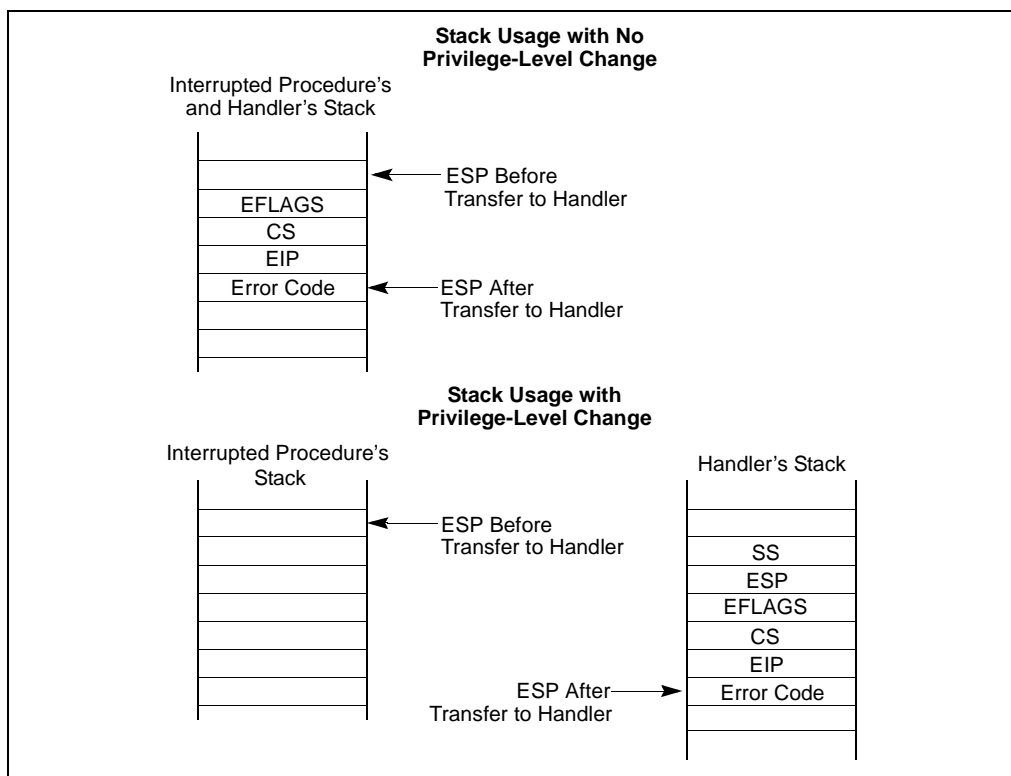 Stack Usage with No
Privilege-Level Change
Interrupted Procedure's
and Handler's Stack
ESP Before
Transfer to Handler
EFLAGS
CS
EIP
Error Code
ESP After
Transfer to Handler
Stack Usage with
Privilege-Level Change
Interrupted Procedure's
Stack
Handler's Stack
ESP Before
Transfer to Handler
SS
ESP
EFLAGS
CS
EIP
ESP After
Transfer to Handler
Error Code